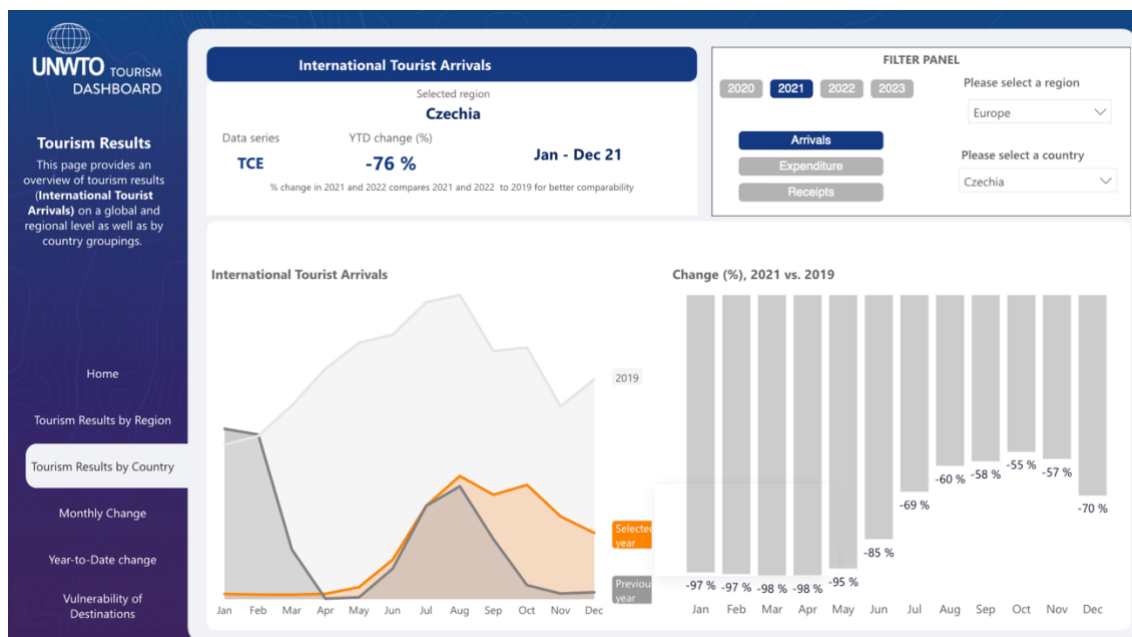 UNWTO TOURISM
DASHBOARD
Tourism Results
This page provides an
overview of tourism results
(International Tourist
Arrivals) on a global and
regional level as well as by
country groupings.
Home
Tourism Results by Region
Tourism Results by Country
Monthly Change
Year-to-Date change
Vulnerability of
Destinations
International Tourist Arrivals
Selected region
Czechia
Data series
YTD change (%)
TCE
-76 %
Jan - Dec 21
% change in 2021 and 2022 compares 2021 and 2022 to 2019 for better comparability
FILTER PANEL
2020
2021
2022
2023
Arrivals
Expenditure
Receipts
Please select a region
Europe
Please select a country
Czechia
International Tourist Arrivals
2019
Selecte
year
Previou
year
Jan Feb Mar Apr May Jun Jul Aug Sep Oct Nov Dec
Change (%), 2021 vs. 2019
-97 % -97 % -98 % -98 % -95 % -85 % -69 % -60 % -58 % -55 % -57 % -70 %
Jan Feb Mar Apr May Jun Jul Aug Sep Oct Nov Dec